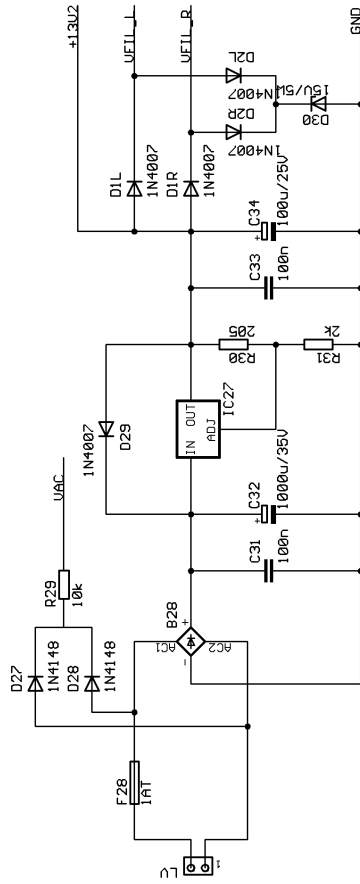 +13V2
VFIL_L
VFIL_R
GND
D2L
1N4007
D2R
1N4007
15V/5W
D30
D1L
1N4007
D1R
1N4007
C34
100u/25V
+
C33
100n
205
R30
2k
R31
1N4007
D29
IN OUT
ADJ
IC27
C32
1000u/35V
+
C31
100n
VAC
R29
10k
D27
1N4148
D28
1N4148
B28
AC1
AC2
+
-
F28
1AT
LV
1